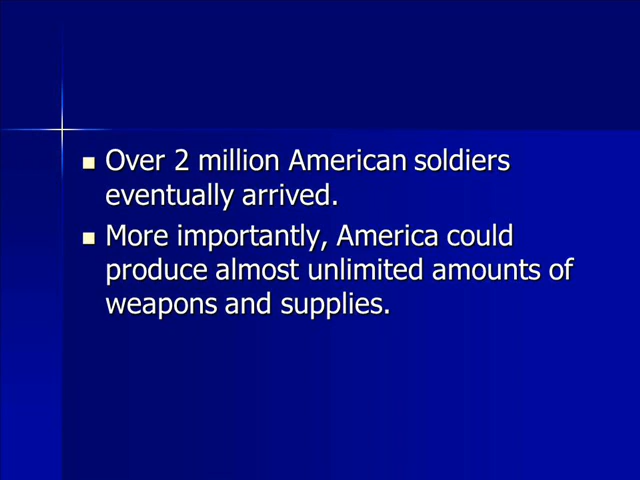 Over 2 million American soldiers
eventually arrived.
More importantly, America could
produce almost unlimited amounts of
weapons and supplies.